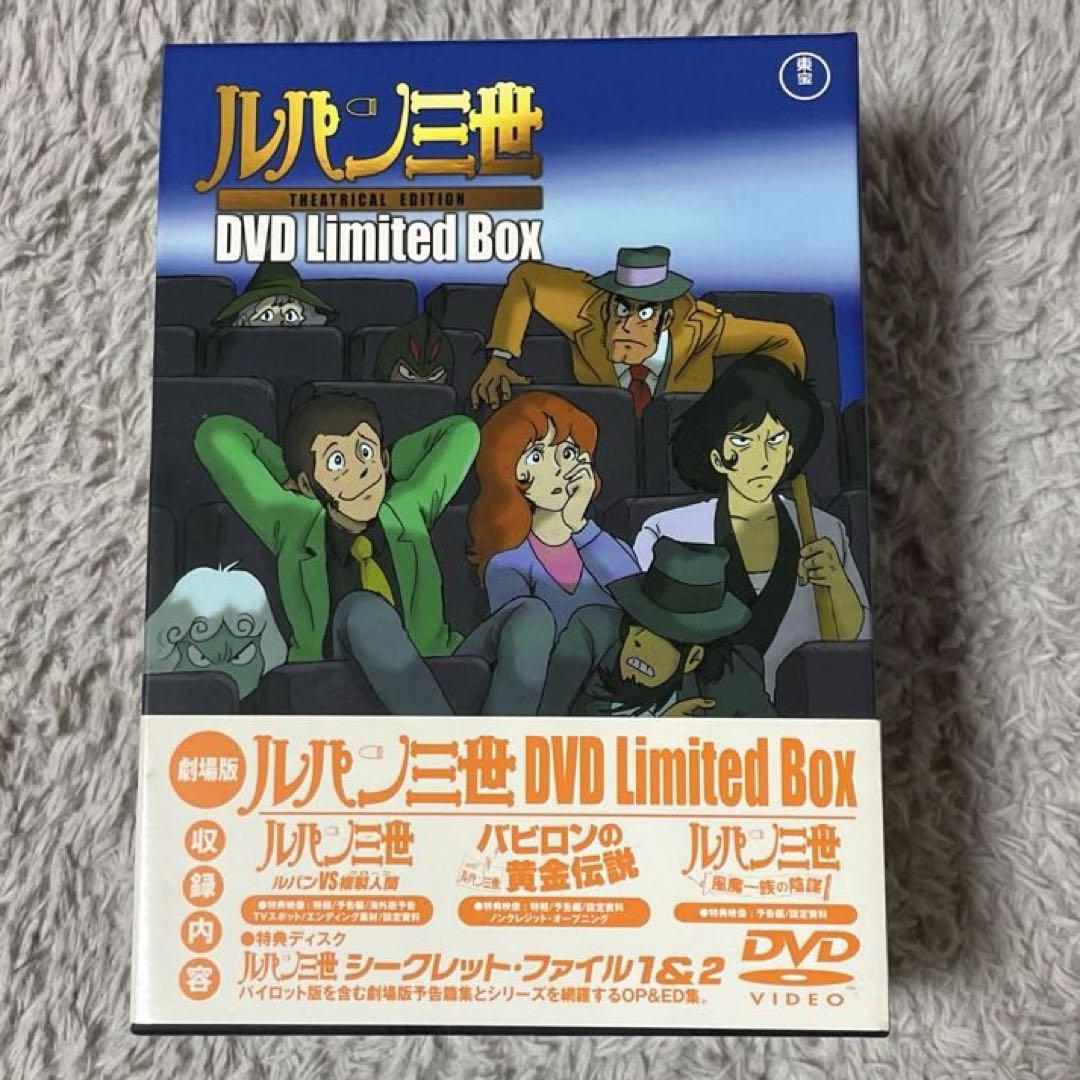 東宝
ルパン三世
THEATRICAL EDITION
DVD Limited Box
劇場版
ルパン三世 DVD Limited Box
収録内容
ルパン三世
ルパンVS複製人間
クローン
●特典映像：特報/予告編/海外版予告
TVスポット/エンディング素材/設定資料
バビロンの
黄金伝説
ルパン三世
●特典映像：特報/予告編/設定資料
ノンクレジット・オープニング
ルパン三世
風魔一族の陰謀
●特典映像：予告編/設定資料
●特典ディスク
ルパン三世 シークレット・ファイル1&2
パイロット版を含む劇場版予告篇集とシリーズを網羅するOP&ED集。
DVD
VIDEO